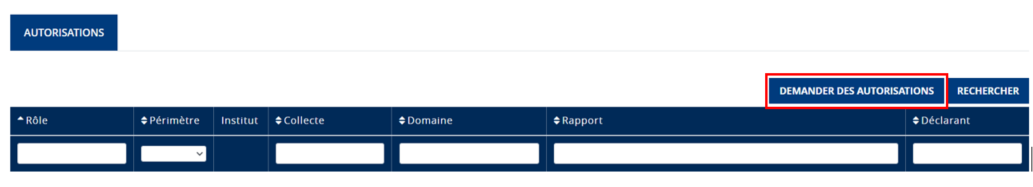 AUTORISATIONS
DEMANDER DES AUTORISATIONS RECHERCHER
Rôle Périmètre Institut Collecte Domaine Rapport Déclarant